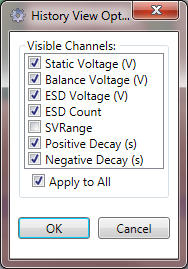 History View Opt...
Visible Channels:
Static Voltage (V)
Balance Voltage (V)
ESD Voltage (V)
ESD Count
SVRange
Positive Decay (s)
Negative Decay (s)
Apply to All
OK
Cancel